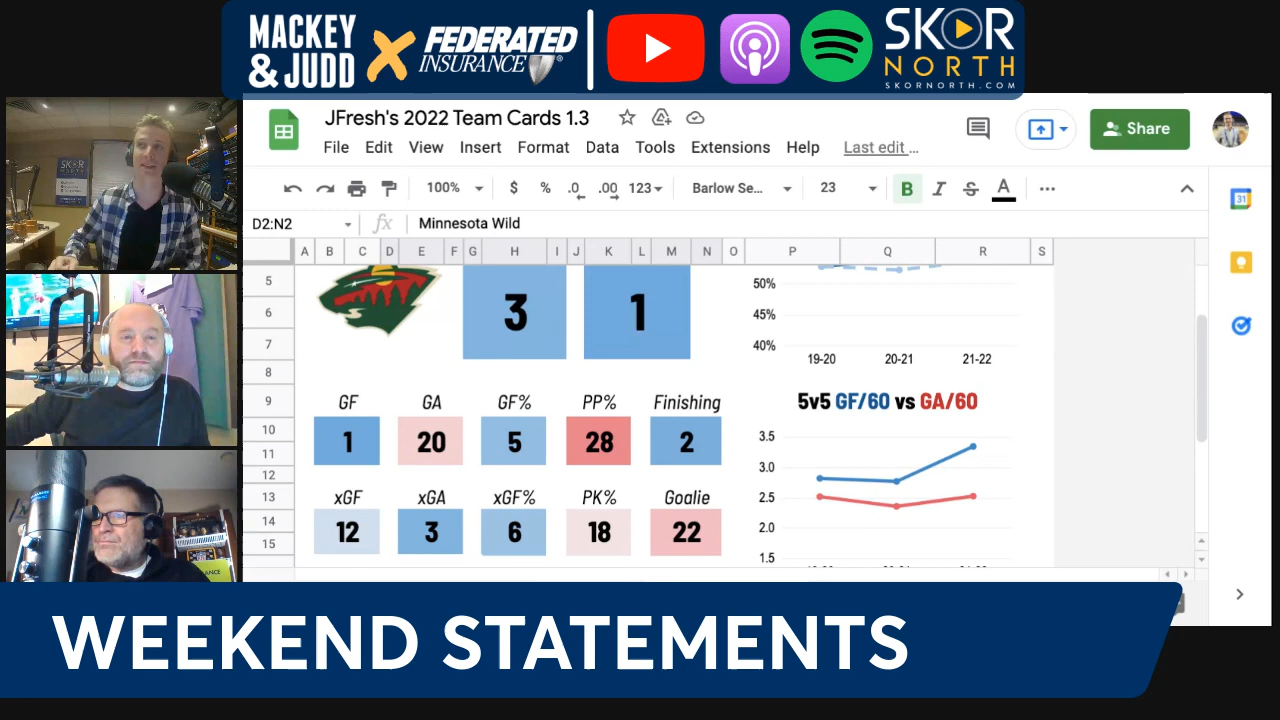 MACKEY & JUDD
FEDERATED INSURANCE
SKOR NORTH
SKORNORTH.COM
SKOR NORTH
JFresh's 2022 Team Cards 1.3
File Edit View Insert Format Data Tools Extensions Help Last edit ...
Share
100% $ % .0 .00 123 Barlow Se... 23 B I S A
D2:N2 fx Minnesota Wild
A B C D E F G H I J K L M N O P Q R S
5 50%
6 3 1 45%
7 40%
19-20 20-21 21-22
8
9 GF GA GF% PP% Finishing 5v5 GF/60 vs GA/60
10 3.5
1 20 5 28 2
11 3.0
12
13 xGF xGA xGF% PK% Goalie 2.5
14 12 3 6 18 22 2.0
15 1.5
31
WEEKEND STATEMENTS